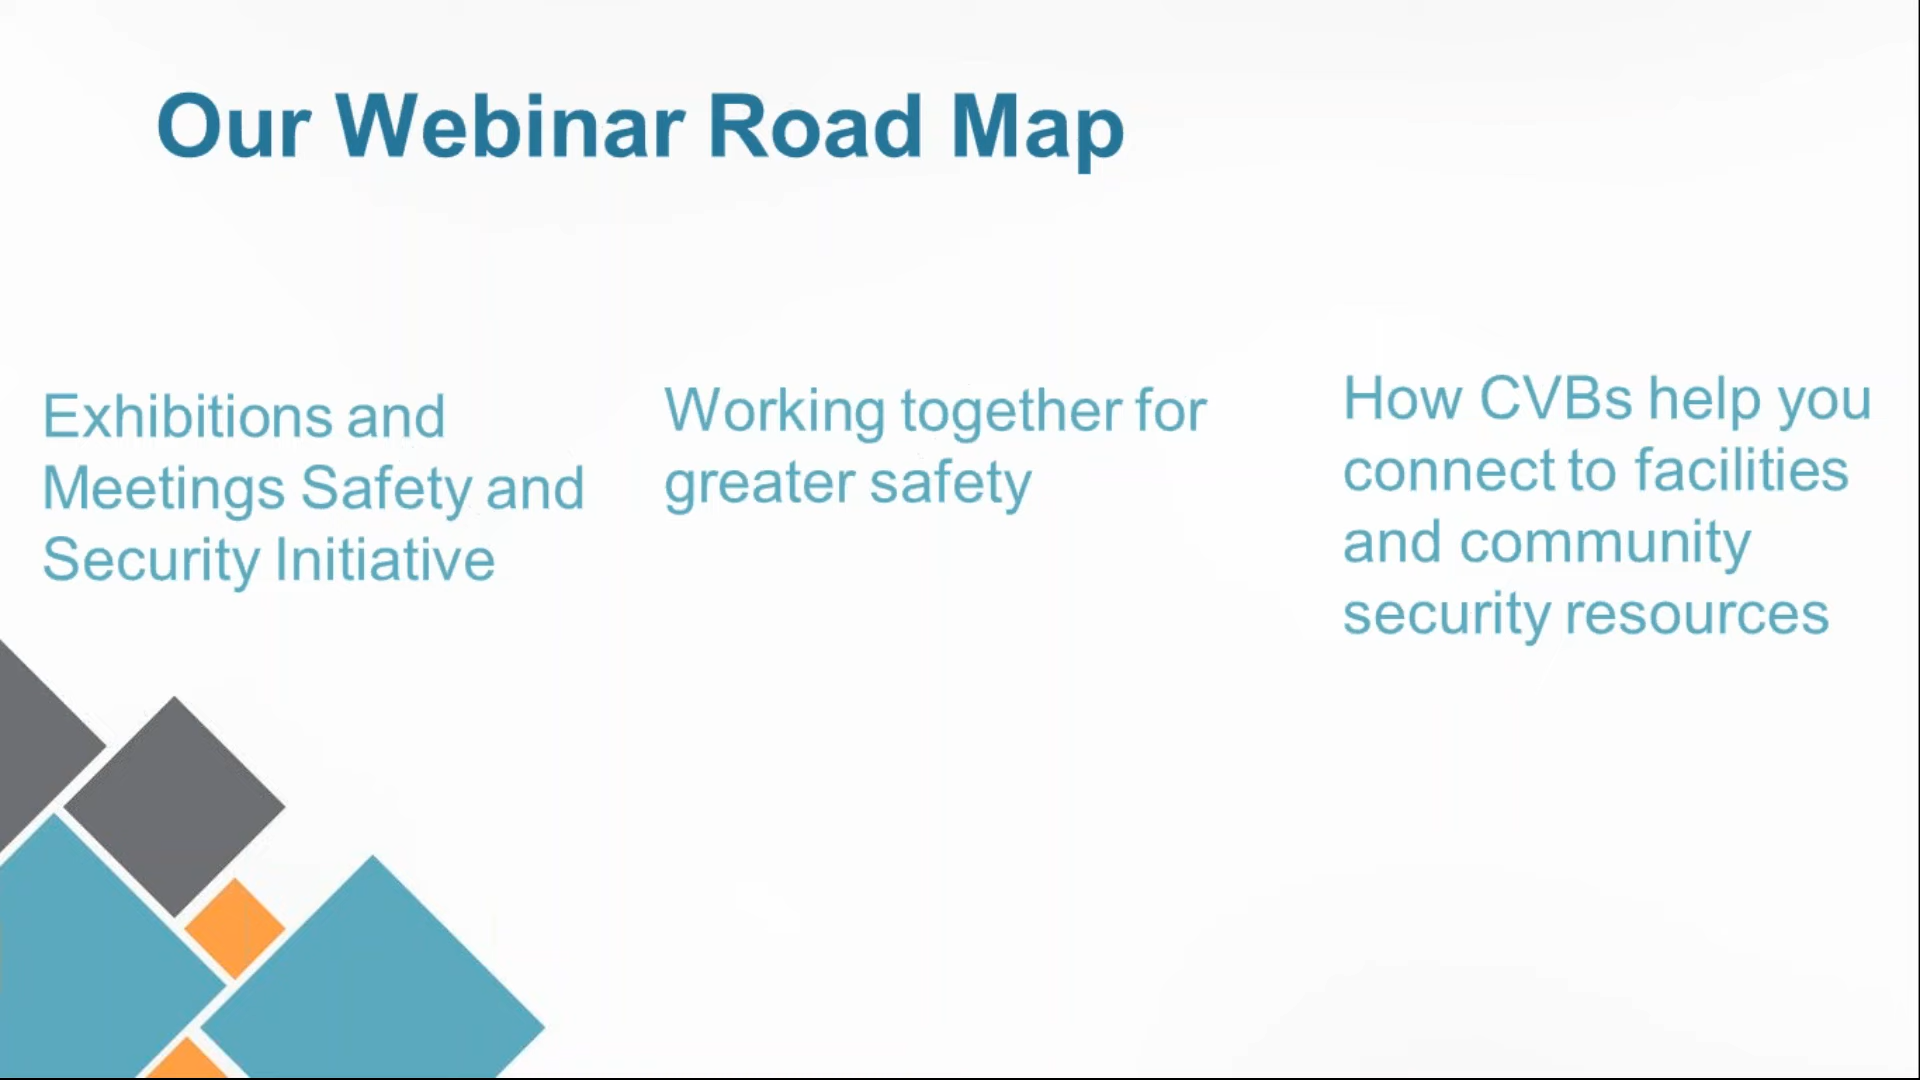 Our Webinar Road Map
Exhibitions and
Meetings Safety and
Security Initiative
Working together for
greater safety
How CVBs help you
connect to facilities
and community
security resources